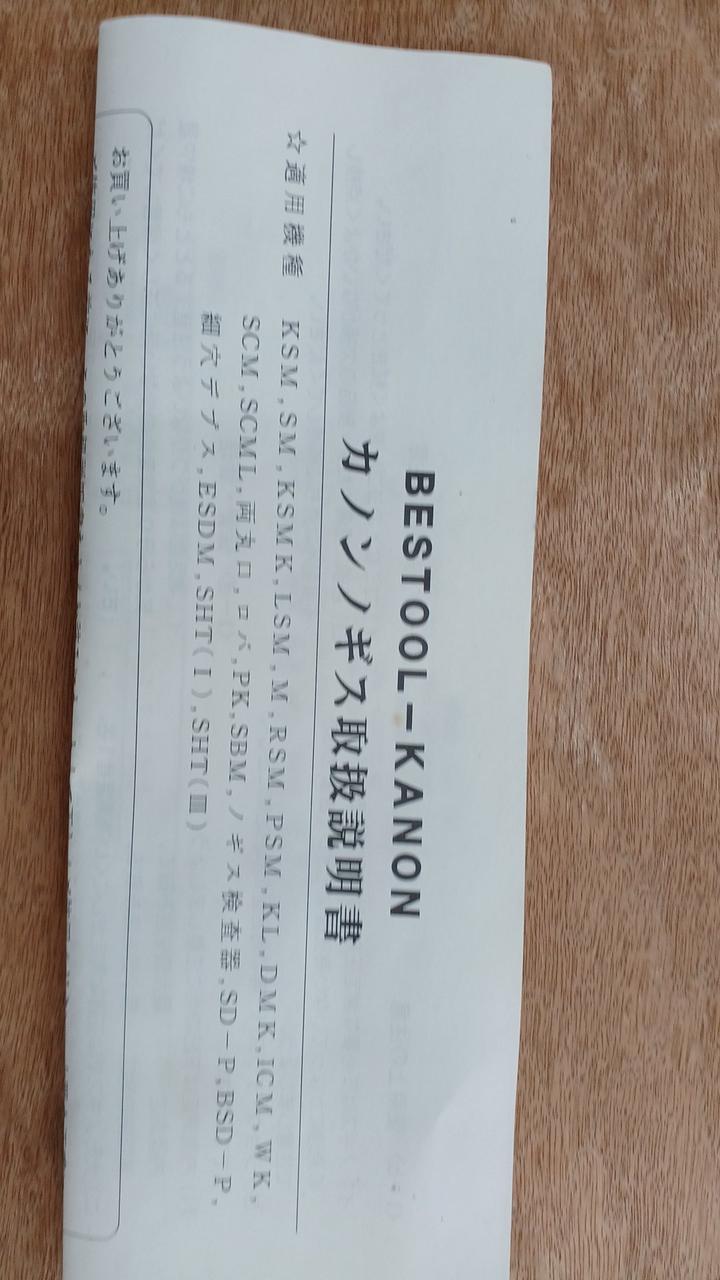 BESTOOL－KANON
カノンノギス取扱説明書
☆適用機種 KSM,SM,KSMK,LSM,M,RSM,PSM,KL,DMK,ICM,WK,
SCM,SCML,両丸口,ロバ,PK,SBM,ノギス検査器,SD－P,BSD－P,
細穴デプス,ESDM,SHT(Ⅰ),SHT(Ⅲ)
お買い上げありがとうございます。